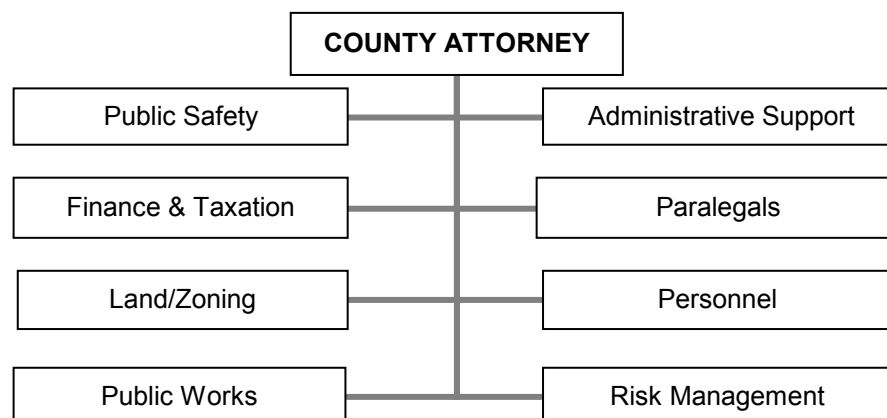 COUNTY ATTORNEY
Public Safety
Administrative Support
Finance & Taxation
Paralegals
Land/Zoning
Personnel
Public Works
Risk Management